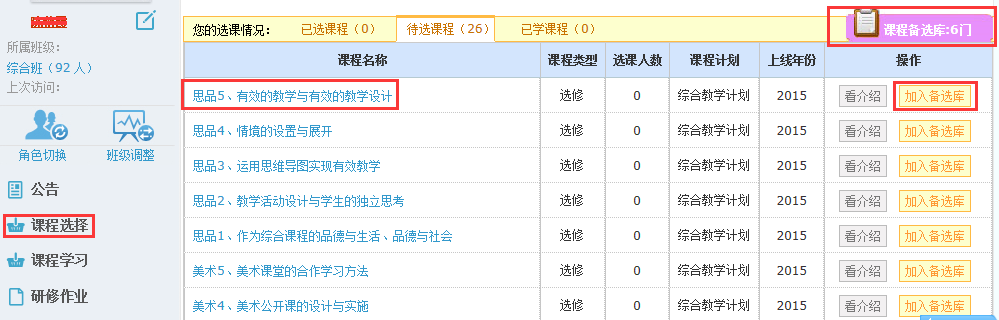 所属班级：
综合班（92 人）
上次访问：
角色切换 班级调整
公告
课程选择
课程学习
研修作业
您的选课情况： 已选课程（0） 待选课程（26） 已学课程（0） 课程备选库:6门
课程名称 课程类型 选课人数 课程计划 上线年份 操作
思品5、有效的教学与有效的教学设计 选修 0 综合教学计划 2015 看介绍 加入备选库
思品4、情境的设置与展开 选修 0 综合教学计划 2015 看介绍 加入备选库
思品3、运用思维导图实现有效教学 选修 0 综合教学计划 2015 看介绍 加入备选库
思品2、教学活动设计与学生的独立思考 选修 0 综合教学计划 2015 看介绍 加入备选库
思品1、作为综合课程的品德与生活、品德与社会 选修 0 综合教学计划 2015 看介绍 加入备选库
美术5、美术课堂的合作学习方法 选修 0 综合教学计划 2015 看介绍 加入备选库
美术4、美术公开课的设计与实施 选修 0 综合教学计划 2015 看介绍 加入备选库